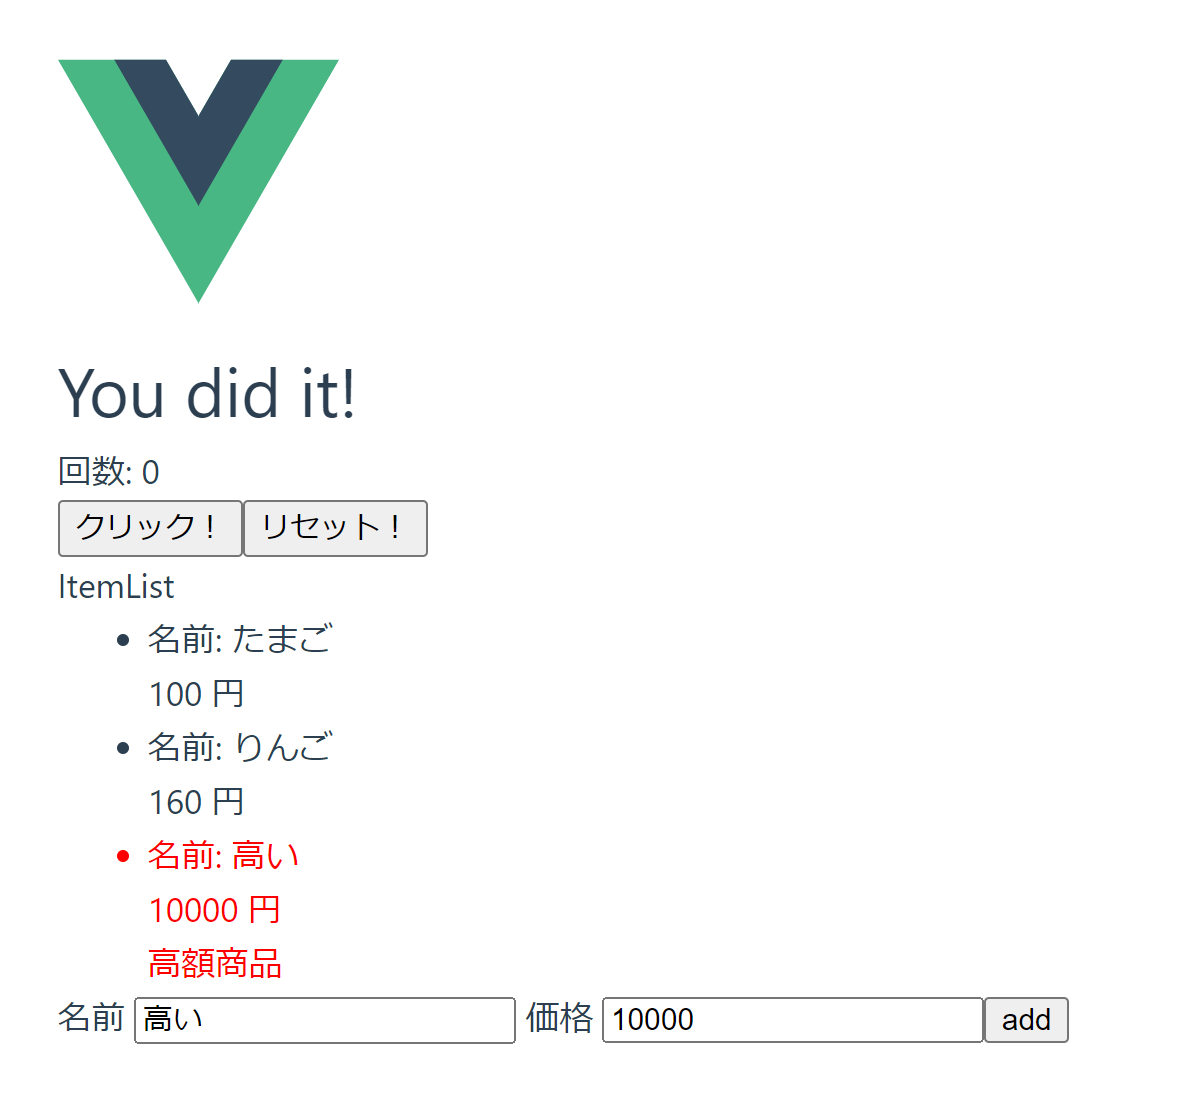 You did it!
回数: 0
クリック！ リセット！
ItemList
名前: たまご
100 円
名前: りんご
160 円
名前: 高い
10000 円
高額商品
名前 高い 価格 10000 add